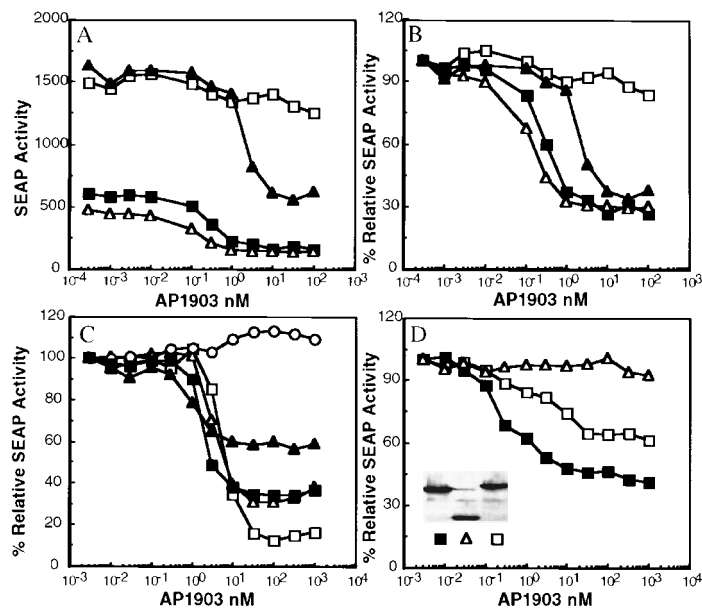 A
2000
1500
1000
500
0
SEAP Activity
10-4 10-3 10-2 10-1 100 101 102 103
AP1903 nM
B
120
90
60
30
0
% Relative SEAP Activity
10-4 10-3 10-2 10-1 100 101 102 103
AP1903 nM
C
120
100
80
60
40
20
0
% Relative SEAP Activity
10-3 10-2 10-1 100 101 102 103 104
AP1903 nM
D
120
90
60
30
0
% Relative SEAP Activity
10-3 10-2 10-1 100 101 102 103 104
AP1903 nM